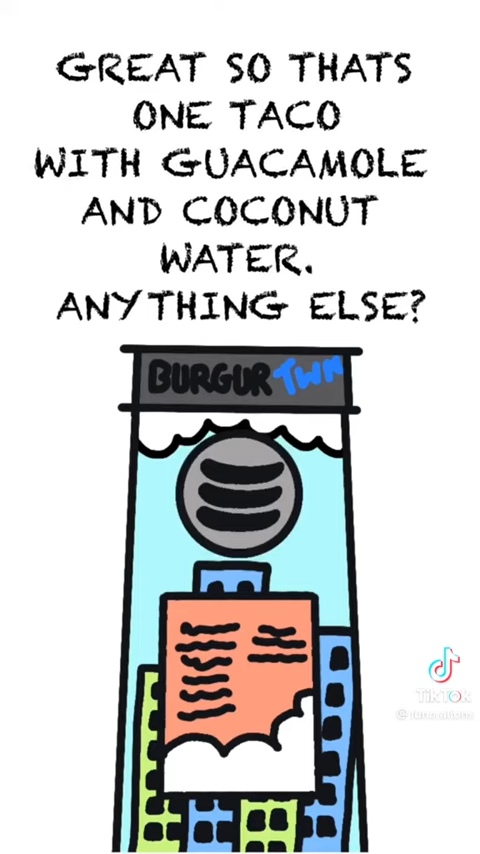 GREAT SO THATS
ONE TACO
WITH GUACAMOLE
AND COCONUT
WATER.
ANYTHING ELSE?
BURGUR TWN
TikTok